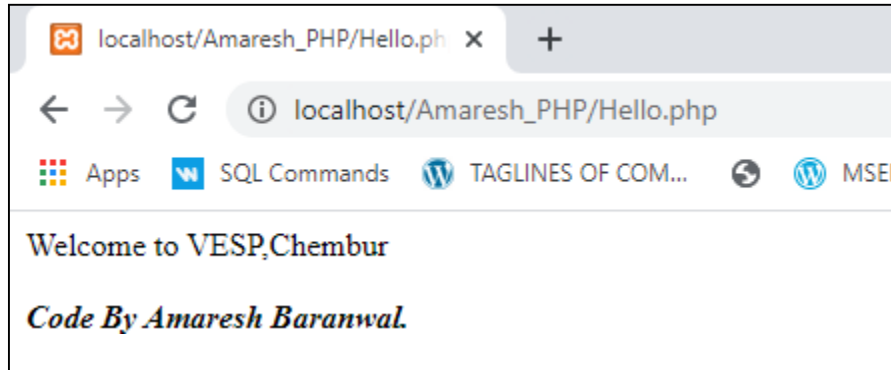 localhost/Amaresh_PHP/Hello.ph
localhost/Amaresh_PHP/Hello.php
Apps SQL Commands TAGLINES OF COM...
Welcome to VESP,Chembur
Code By Amaresh Baranwal.